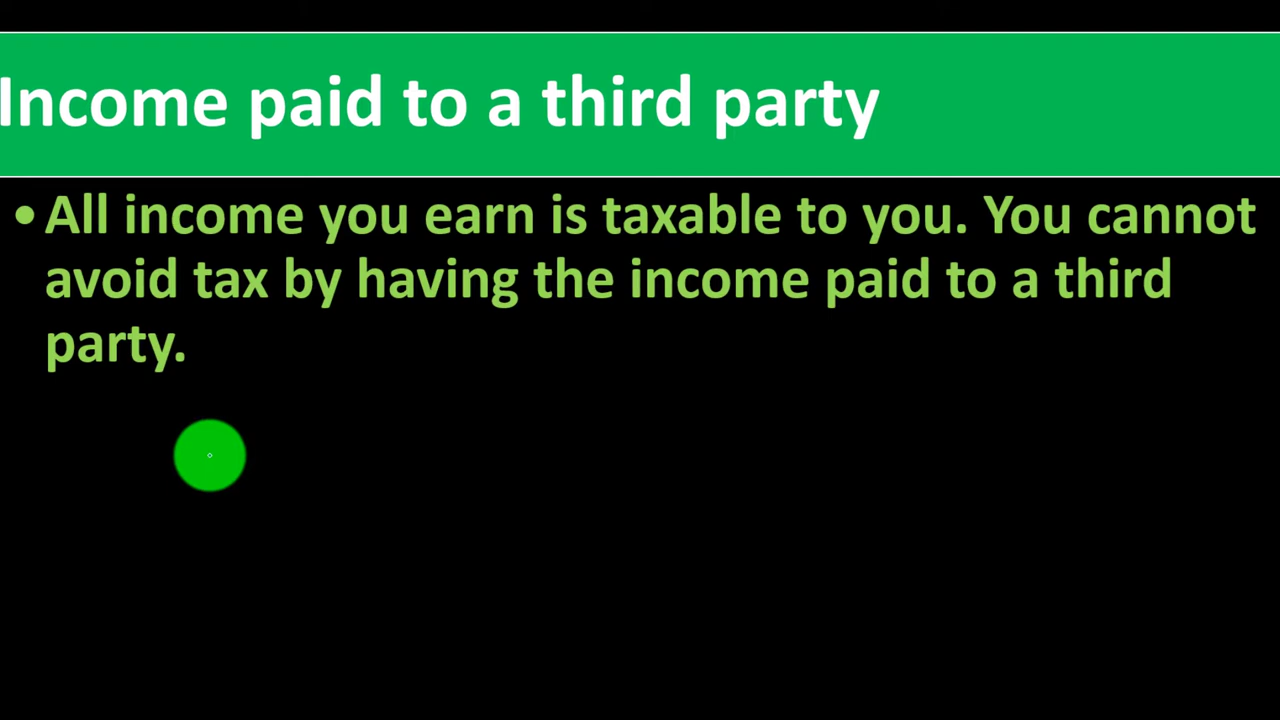 Income paid to a third party
• All income you earn is taxable to you. You cannot
avoid tax by having the income paid to a third
party.